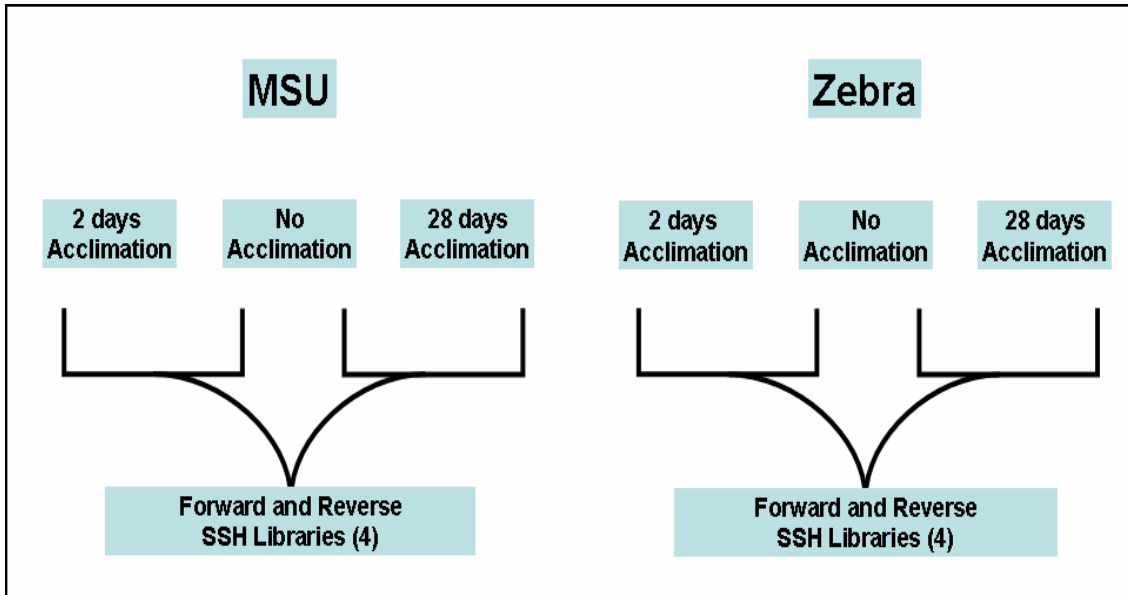 MSU
Zebra
2 days
Acclimation
No
Acclimation
28 days
Acclimation
2 days
Acclimation
No
Acclimation
28 days
Acclimation
Forward and Reverse
SSH Libraries (4)
Forward and Reverse
SSH Libraries (4)